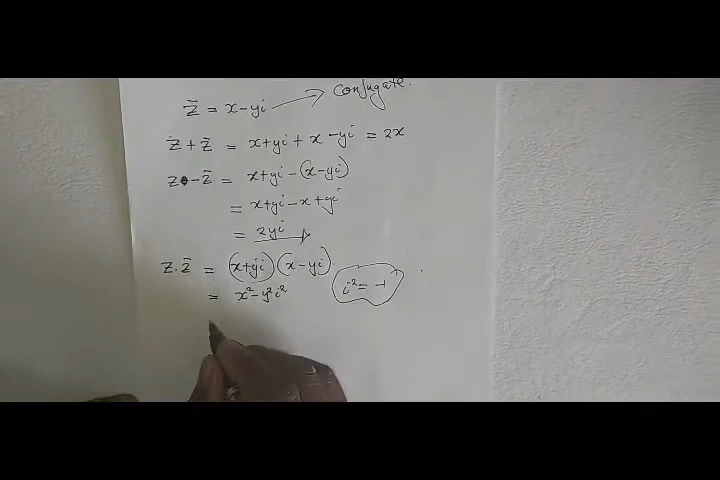 z̄ = x-yi → Conjugate.
z + z̄ = x+yi + x -yi = 2x
z - z̄ = x+yi -(x-yi)
= x+yi -x +yi
= 2yi
z.z̄ = (x+yi)(x-yi).
= x²-y²i²
i² = -1